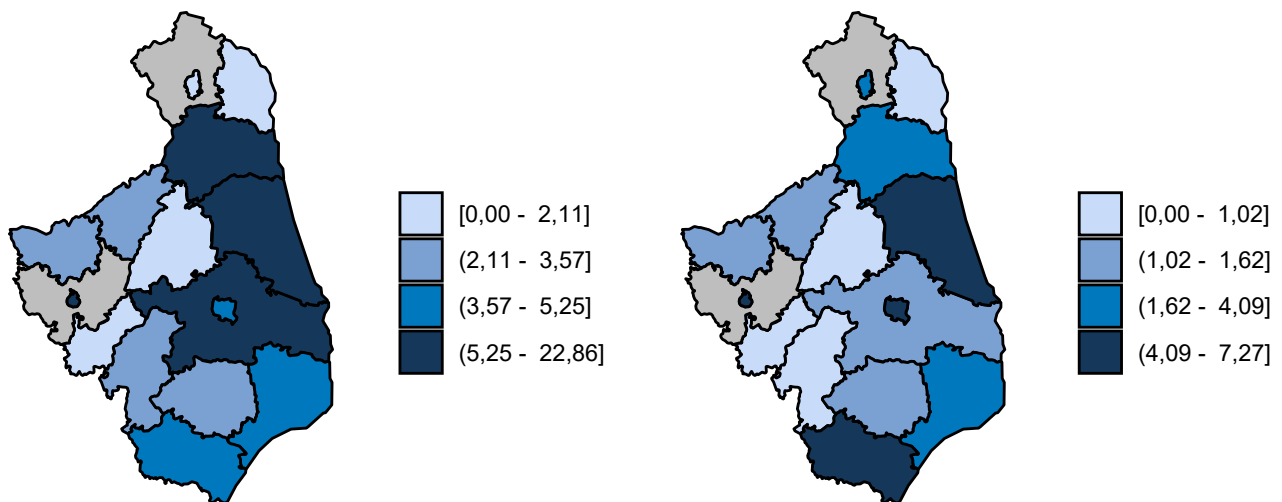 [0,00 - 2,11]
(2,11 - 3,57]
(3,57 - 5,25]
(5,25 - 22,86]
[0,00 - 1,02]
(1,02 - 1,62]
(1,62 - 4,09]
(4,09 - 7,27]